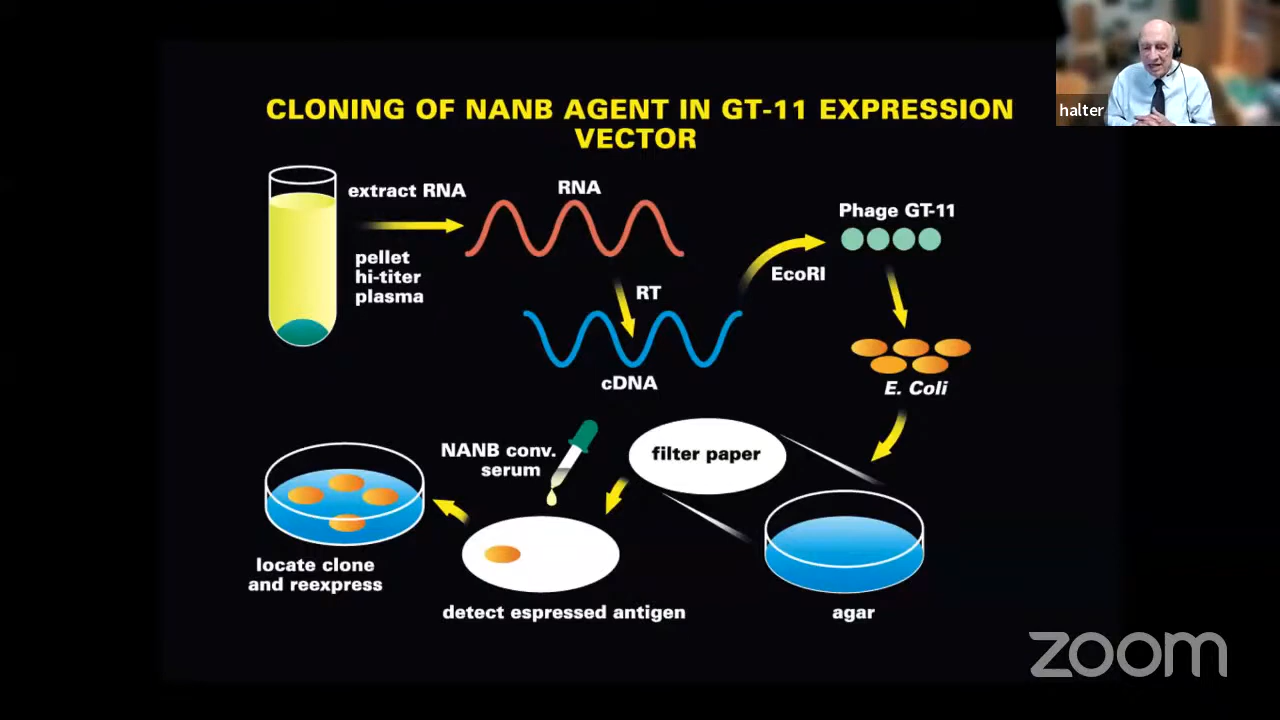 halter
CLONING OF NANB AGENT IN GT-11 EXPRESSION
VECTOR
extract RNA
RNA
pellet
hi-titer
plasma
RT
cDNA
EcoRI
Phage GT-11
E. Coli
filter paper
NANB conv.
serum
agar
detect espressed antigen
locate clone
and reexpress
zoom